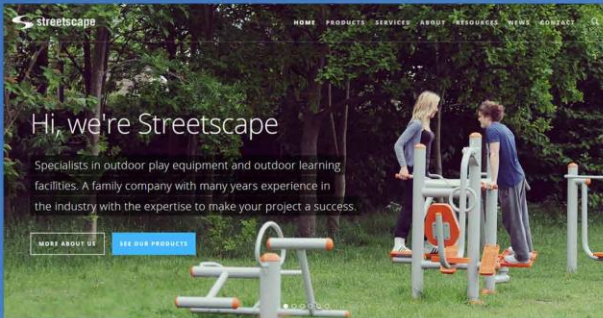 streetscape
HOME PRODUCTS SERVICES ABOUT RESOURCES NEWS CONTACT
Hi, we're Streetscape
Specialists in outdoor play equipment and outdoor learning
facilities. A family company with many years experience in
the industry with the expertise to make your project a success.
MORE ABOUT US SEE OUR PRODUCTS